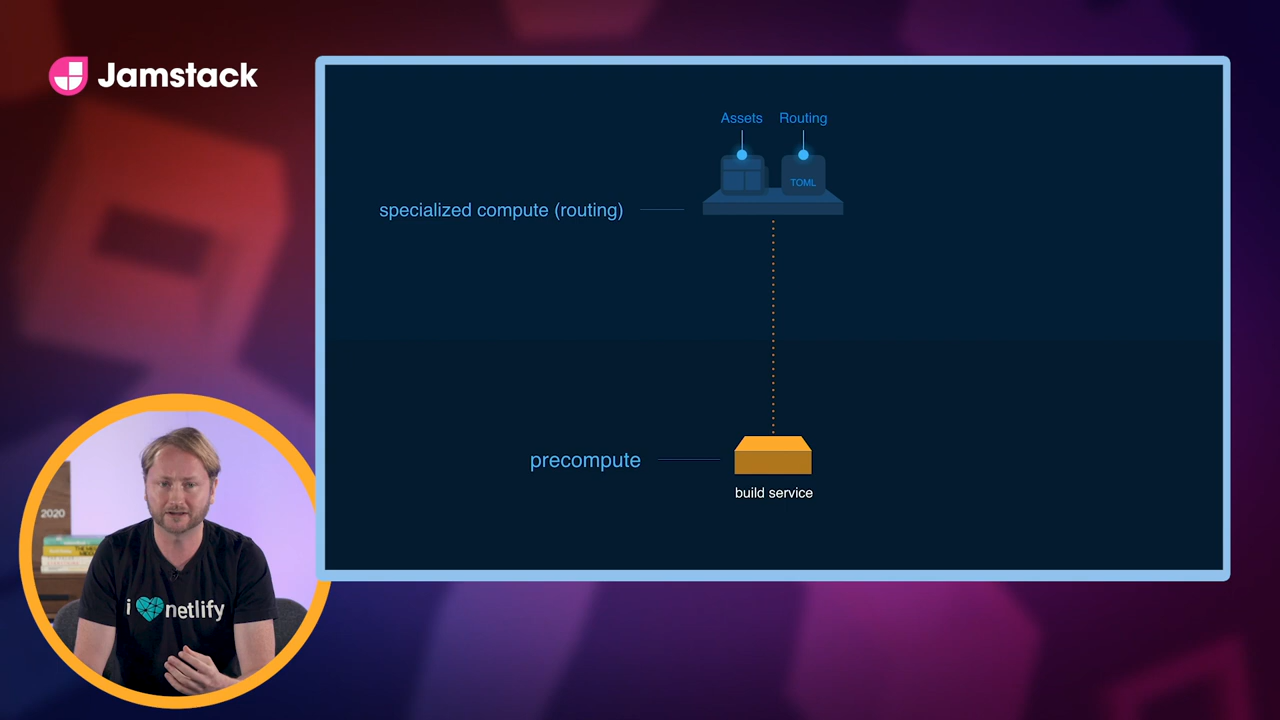 Jamstack
Assets
Routing
TOML
specialized compute (routing)
precompute
build service
2020
i netlify